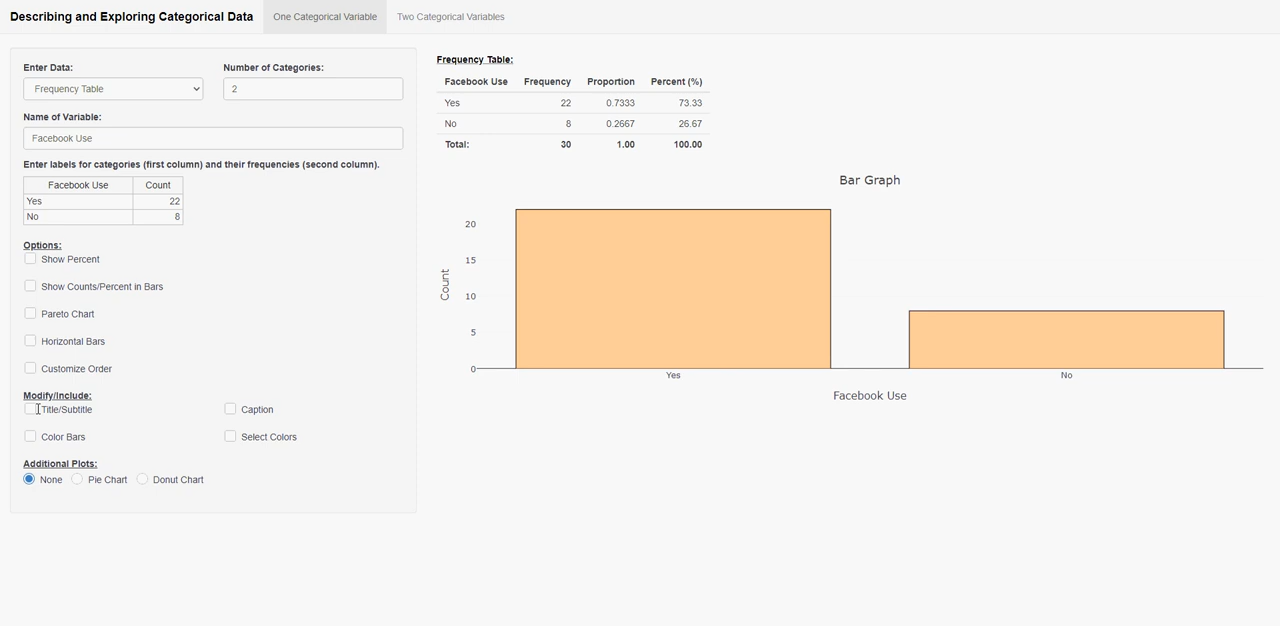 Describing and Exploring Categorical Data One Categorical Variable Two Categorical Variables
Enter Data: Number of Categories:
Frequency Table 2
Name of Variable:
Facebook Use
Enter labels for categories (first column) and their frequencies (second column).
Facebook Use Count
Yes 22
No 8
Options:
Show Percent
Show Counts/Percent in Bars
Pareto Chart
Horizontal Bars
Customize Order
Modify/Include:
Title/Subtitle Caption
Color Bars Select Colors
Additional Plots:
None Pie Chart Donut Chart
Frequency Table:
Facebook Use Frequency Proportion Percent (%)
Yes 22 0.7333 73.33
No 8 0.2667 26.67
Total: 30 1.00 100.00
Bar Graph
20
15
10
5
0
Count
Yes No
Facebook Use